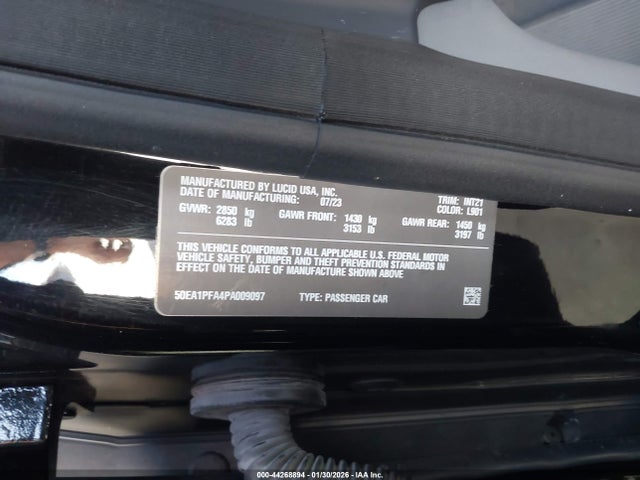 MANUFACTURED BY LUCID USA, INC.
DATE OF MANUFACTURING: 07/23 TRIM: INT21
COLOR: L901
GVWR: 2850 kg GAWR FRONT: 1430 kg GAWR REAR: 1450 kg
6283 lb 3153 lb 3197 lb
THIS VEHICLE CONFORMS TO ALL APPLICABLE U.S. FEDERAL MOTOR
VEHICLE SAFETY, BUMPER AND THEFT PREVENTION STANDARDS
IN EFFECT ON THE DATE OF MANUFACTURE SHOWN ABOVE
50EA1PFA4PA009097 TYPE: PASSENGER CAR
000-44268894 - 01/30/2026 - IAAI.COM